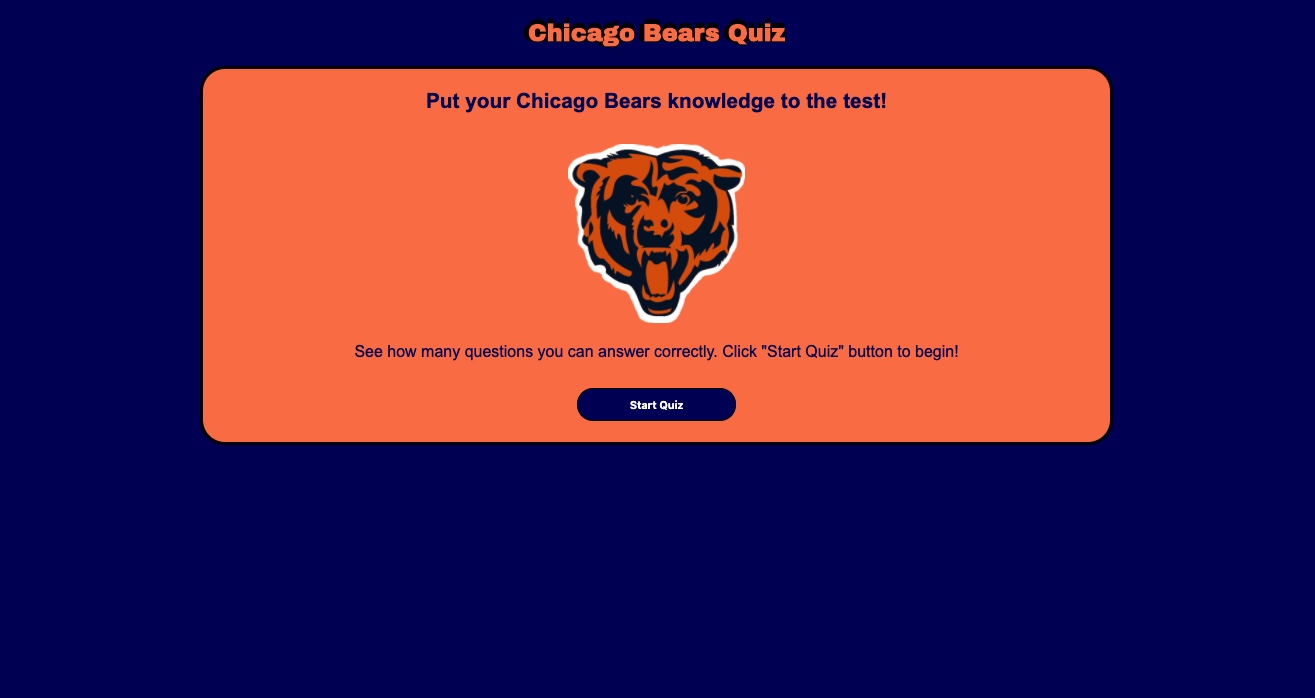 Chicago Bears Quiz
Put your Chicago Bears knowledge to the test!
See how many questions you can answer correctly. Click "Start Quiz" button to begin!
Start Quiz